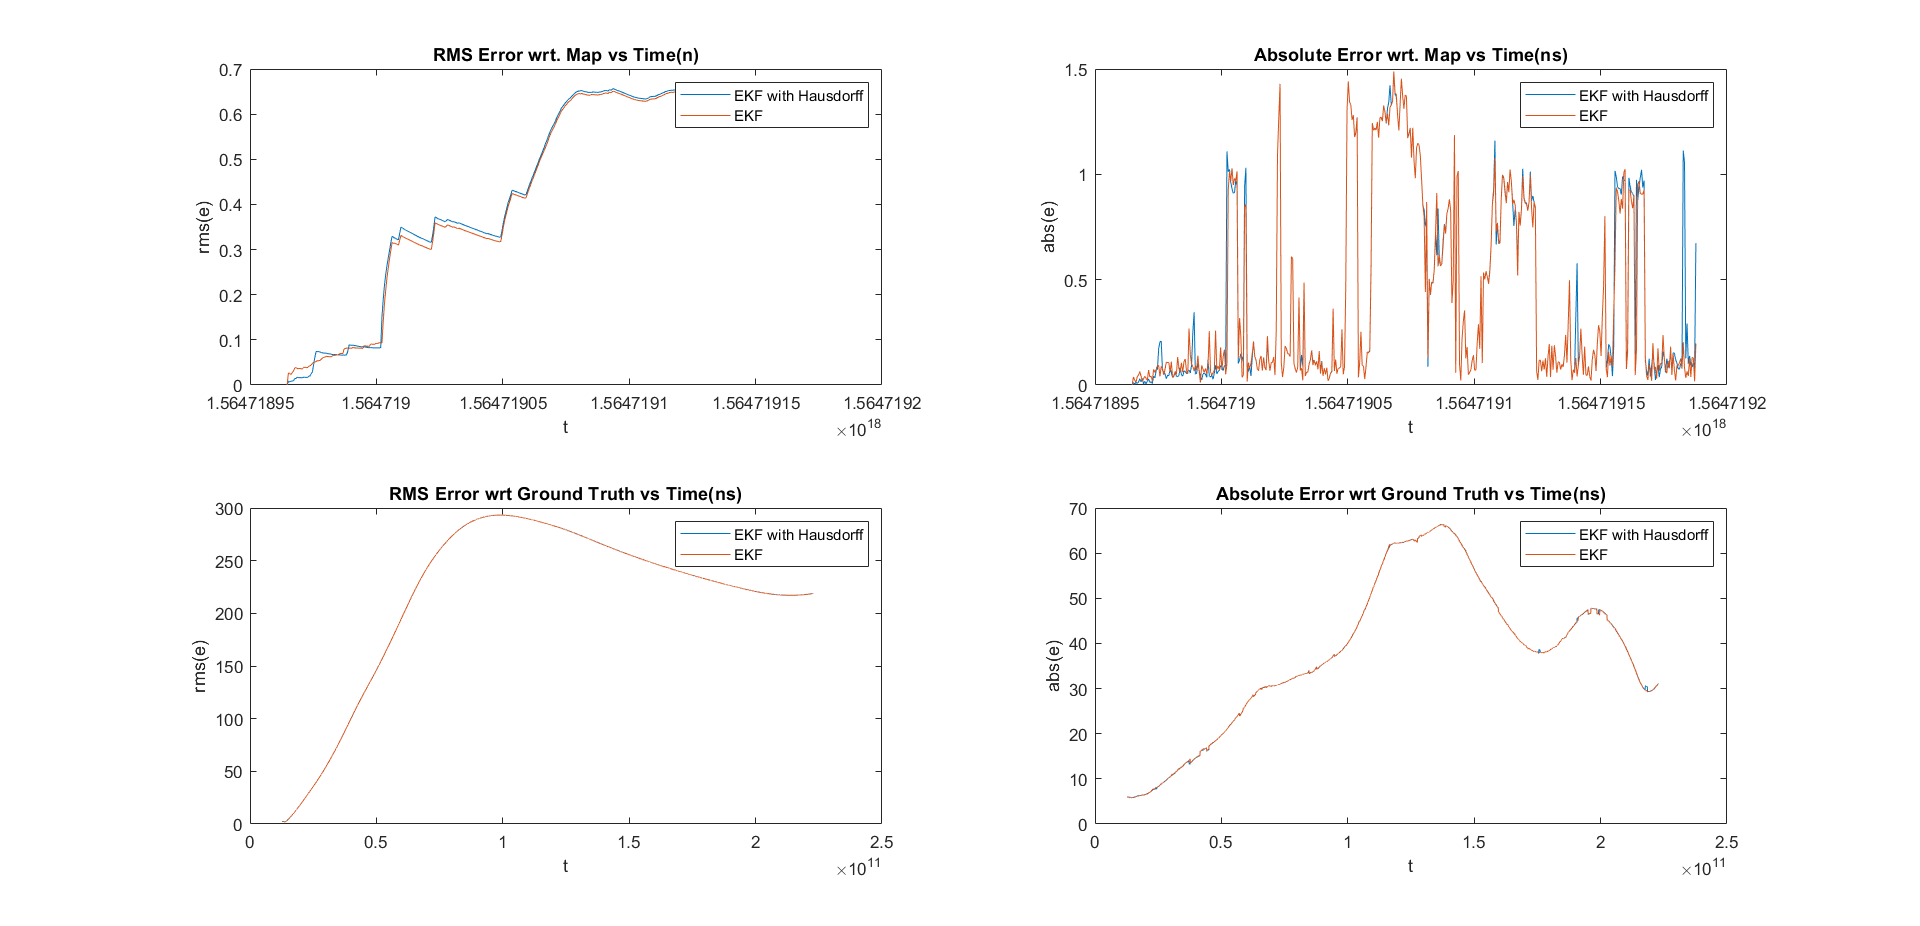 RMS Error wrt. Map vs Time(n)
0.7
0.6
0.5
0.4
0.3
0.2
0.1
0
rms(e)
EKF with Hausdorff
EKF
1.56471895
1.564719
1.56471905
1.56471191
1.56471915
1.5647192
t
×10^18
Absolute Error wrt. Map vs Time(ns)
1.5
1
0.5
0
abs(e)
EKF with Hausdorff
EKF
1.56471895
1.564719
1.56471905
1.56471191
1.56471915
1.5647192
t
×10^18
RMS Error wrt Ground Truth vs Time(ns)
300
250
200
150
100
50
0
rms(e)
EKF with Hausdorff
EKF
0
0.5
1
1.5
2
2.5
t
×10^11
Absolute Error wrt Ground Truth vs Time(ns)
70
60
50
40
30
20
10
0
abs(e)
EKF with Hausdorff
EKF
0
0.5
1
1.5
2
2.5
t
×10^11